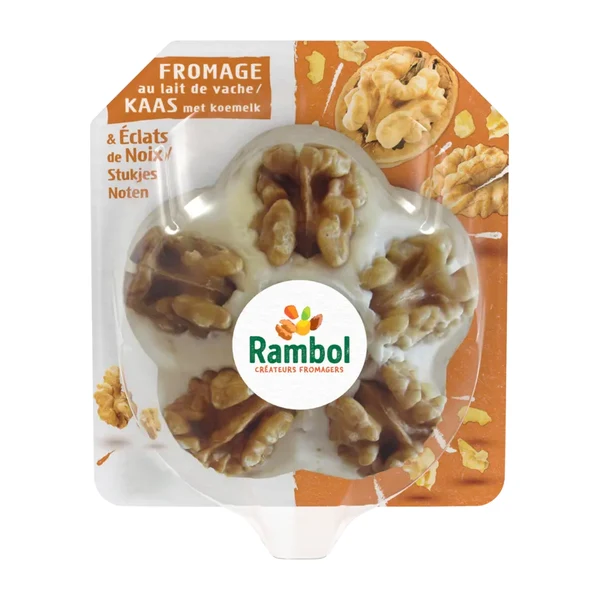 FROMAGE
au lait de vache/
KAAS met koemelk
& Éclats
de Noix/
Stukjes
Noten
Rambol
CRÉATEURS FROMAGERS